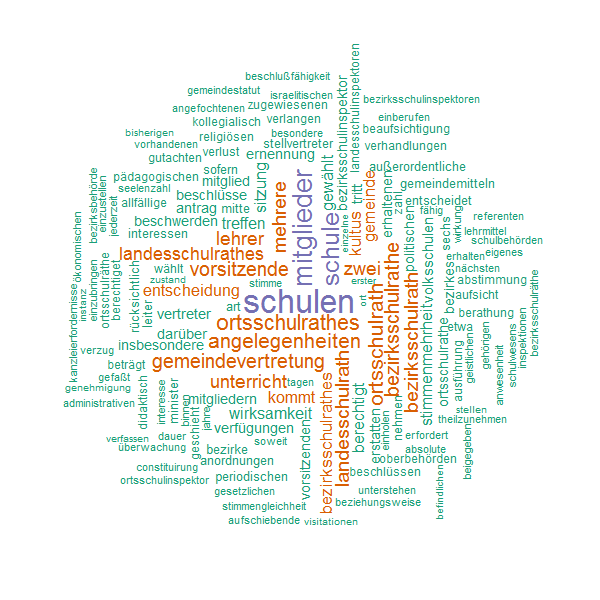 beschlußfähigkeit
gemeindestatut
israelitischen
angefochtenen
zugewiesenen
bezirksschulinspektoren
landesschulinspektoren
bezirksschulinspektor
kollegialisch
verlangen
einberufen
bisherigen
religiösen
besondere
beaufsichtigung
vorhandenen
verlust
stellvertreter
verhandlungen
gutachten
ernennung
sofern
außerordentliche
pädagogischen
mitglied
sitzung
mehrere
mitglieder
schule
gewählt
tritt
gemeinde
gemeindemitteln
seelenzahl
beschlüsse
erhaltenen
zahl
entscheidet
allfällige
antrag
mitte
kultus
einzelne
fähig
bezirksbehörde
einzustellen
jederzeit
beschwerden
treffen
politischen
sechs
wirkung
referenten
interessen
lehrer
lehrmittel
schulbehörden
ökonomischen
landesschulrathes
volksschulen
erhalten
eigenes
einzubringen
ortsschulräthe
berechtiget
rücksichtlich
wählt
vorsitzende
zwei
nächsten
zustand
stimme
erster
bezirkes
abstimmung
kanzleierfordernisse
instanz
leiter
entscheidung
schulen
ort
ortsschulrath
bezirksschulrathe
bezirksschulrath
aufsicht
bezirksschulräthe
art
vertreter
ortsschulrathes
stimmenmehrheit
berathung
darüber
angelegenheiten
etwa
verzug
insbesondere
ortsschulrathe
ausführung
geistlichen
gehörigen
anwesenheit
schulwesens
inspektionen
beträgt
gemeindevertretung
gefaßt
genehmigung
didaktisch
interesse
minister
binnen
unterricht
tagen
landesschulrath
bezirksschulrathes
berechtigt
administrativen
mitgliedern
kommt
nehmen
stellen
geschieht
jahre
wirksamkeit
erstatten
einholen
theilzunehmen
verfassen
dauer
verfügungen
erfordert
beigegeben
überwachung
bezirke
soweit
vorsitzenden
absolute
anordnungen
oberbehörden
constituirung
beschlüssen
befindlichen
ortsschulinspektor
periodischen
gesetzlichen
unterstehen
stimmengleichheit
beziehungsweise
aufschiebende
visitationen